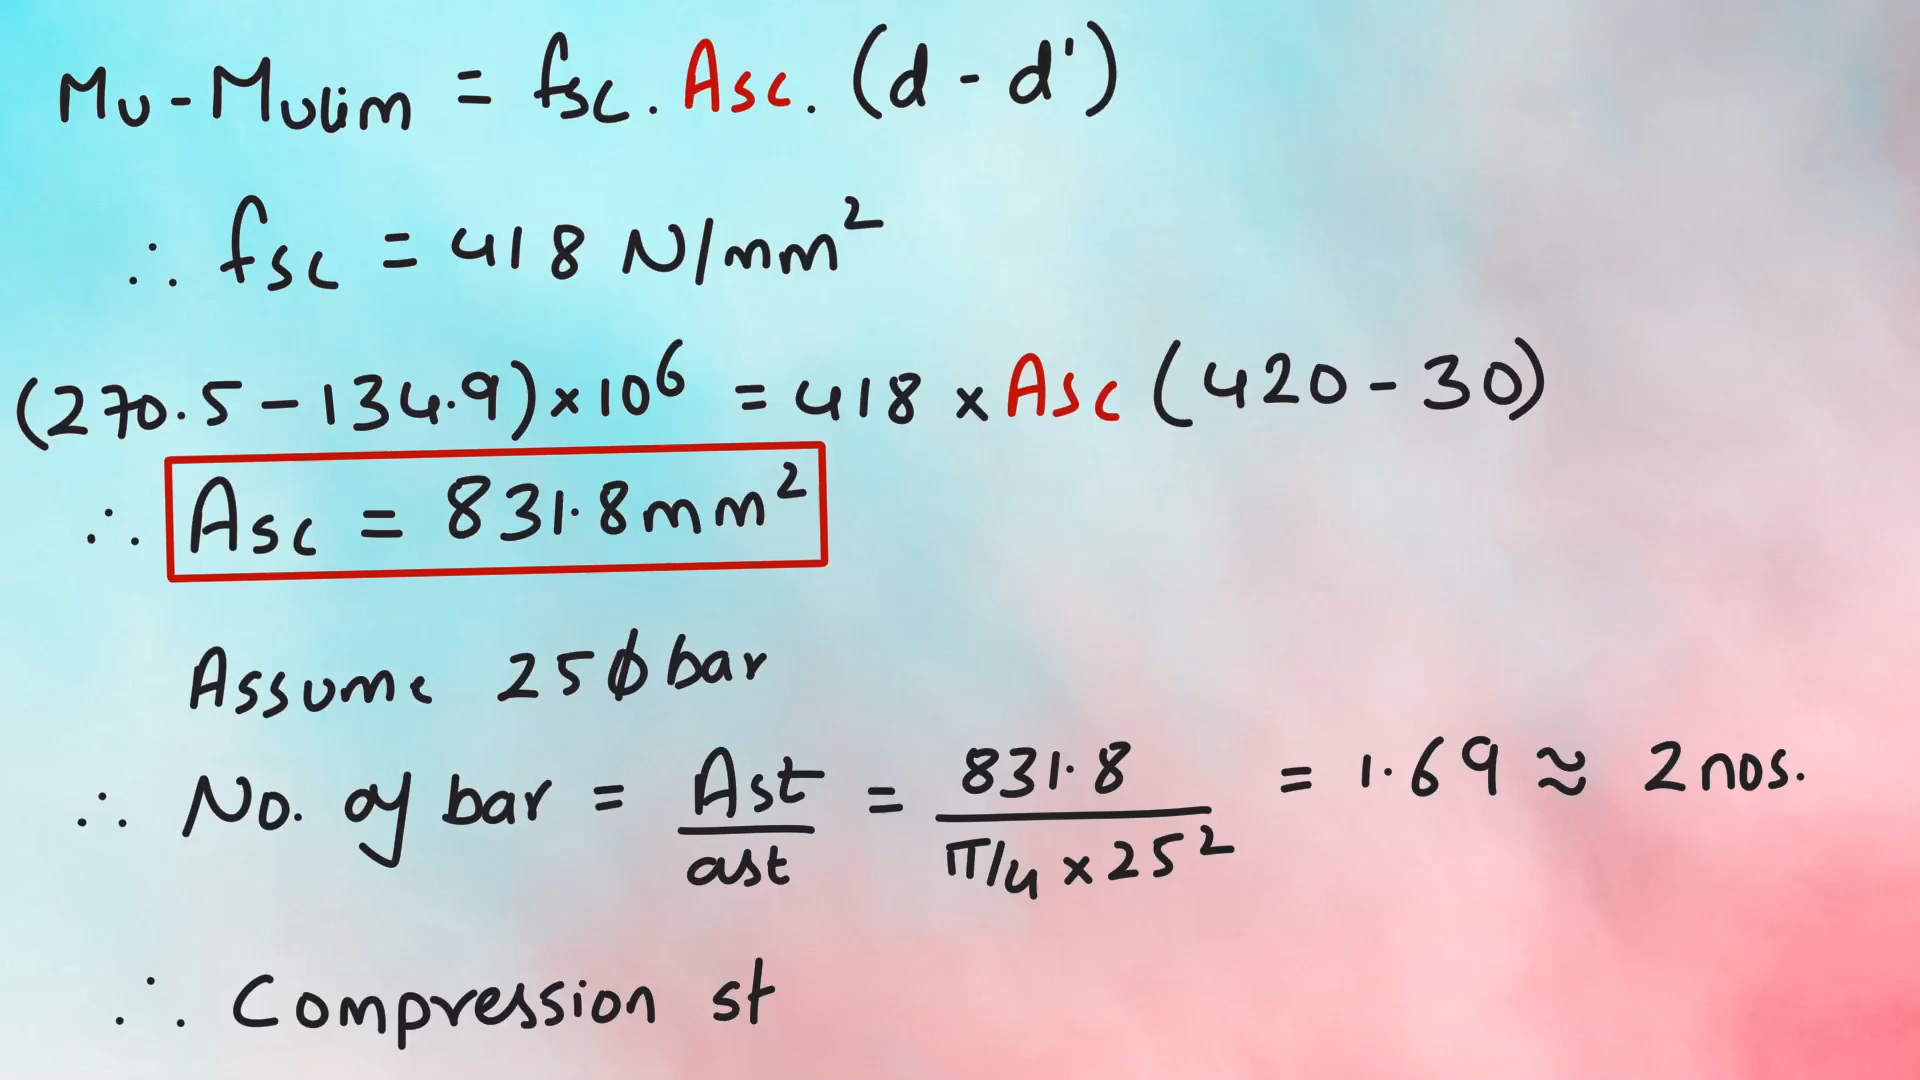 Mu - Mulim = fsc . Asc . (d - d')
∴ fsc = 418 N/mm²
(270.5 - 134.9) × 10⁶ = 418 × Asc (420 - 30)
∴ Asc = 831.8 mm²
Assume 25 ϕ bar
∴ No. of bar = Ast/ast = 831.8 / (π/4 × 25²) = 1.69 ≈ 2 nos.
∴ Compression st